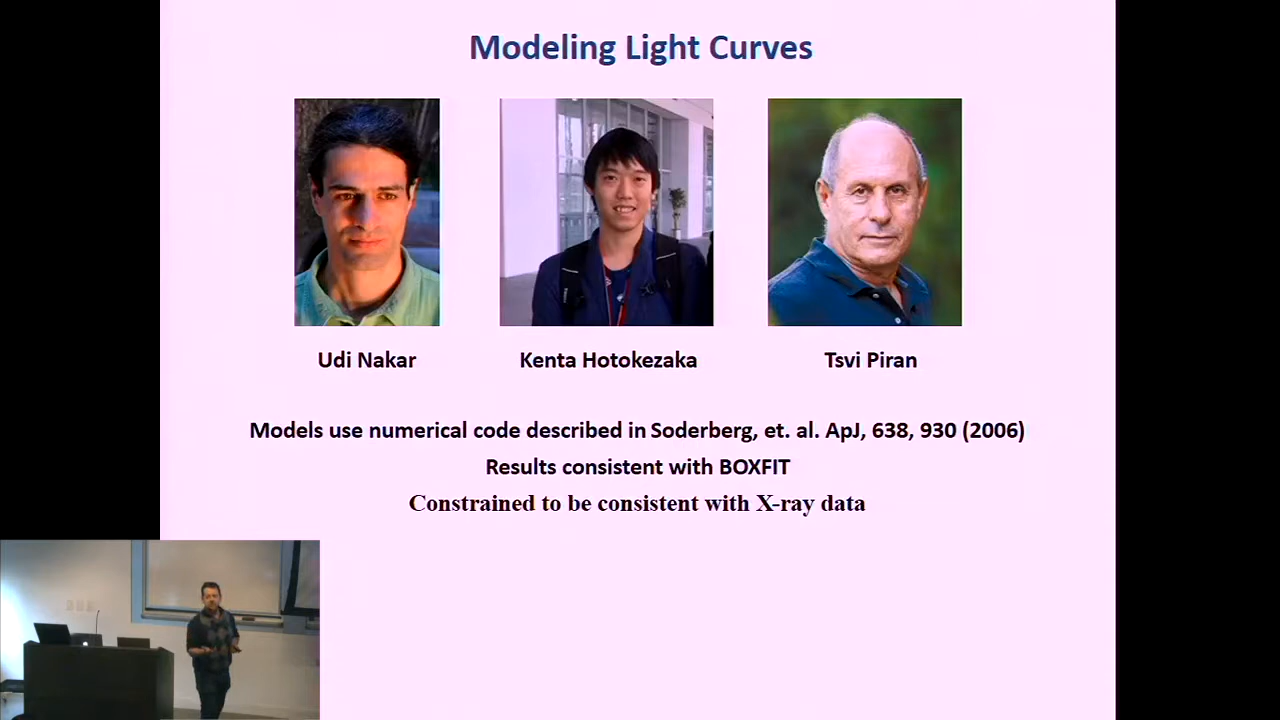 Modeling Light Curves
Udi Nakar
Kenta Hotokezaka
Tsvi Piran
Models use numerical code described in Soderberg, et. al. ApJ, 638, 930 (2006)
Results consistent with BOXFIT
Constrained to be consistent with X-ray data